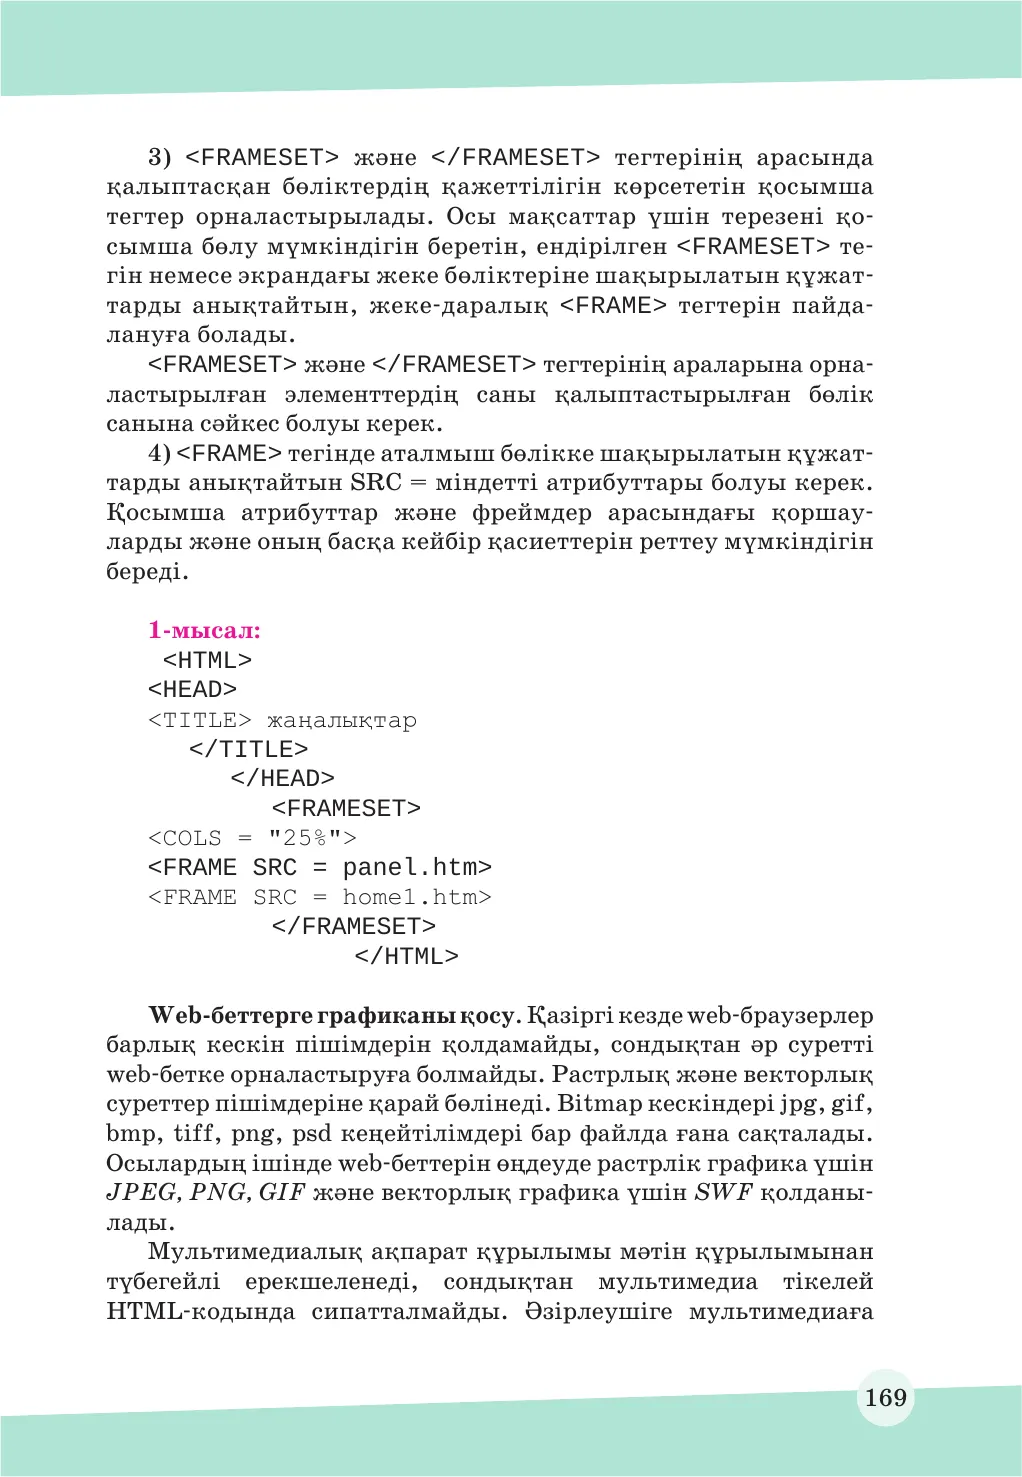 3) <FRAMESET> және </FRAMESET> тегтерінің арасында
қалыптасқан бөліктердің қажеттілігін көрсететін қосымша
тегтер орналастырылады. Осы мақсаттар үшін терезені қо-
сымша бөлу мүмкіндігін беретін, ендірілген <FRAMESET> те-
гін немесе экрандағы жеке бөліктеріне шақырылатын құжат-
тарды анықтайтын, жеке-даралық <FRAME> тегтерін пайда-
лануға болады.
<FRAMESET> және </FRAMESET> тегтерінің араларына орна-
ластырылған элементтердің саны қалыптастырылған бөлік
санына сәйкес болуы керек.
4) <FRAME> тегінде аталмыш бөлікке шақырылатын құжат-
тарды анықтайтын SRC = міндетті атрибуттары болуы керек.
Қосымша атрибуттар және фреймдер арасындағы қоршау-
ларды және оның басқа кейбір қасиеттерін реттеу мүмкіндігін
береді.
1-мысал:
<HTML>
<HEAD>
<TITLE> жаңалықтар
</TITLE>
</HEAD>
<FRAMESET>
<COLS = "25%">
<FRAME SRC = panel.htm>
<FRAME SRC = home1.htm>
</FRAMESET>
</HTML>
Web-беттерге графиканы қосу. Қазіргі кезде web-браузерлер
барлық кескін пішімдерін қолдамайды, сондықтан әр суретті
web-бетке орналастыруға болмайды. Растрлық және векторлық
суреттер пішімдеріне қарай бөлінеді. Bitmap кескіндері jpg, gif,
bmp, tiff, png, psd кеңейтілімдері бар файлда ғана сақталады.
Осылардың ішінде web-беттерін өңдеуде растрлік графика үшін
JPEG, PNG, GIF және векторлық графика үшін SWF қолданы-
лады.
Мультимедиалық ақпарат құрылымы мәтін құрылымынан
түбегейлі ерекшеленеді, сондықтан мультимедиа тікелей
HTML-кодында сипатталмайды. Әзірлеушіге мультимедиаға
169